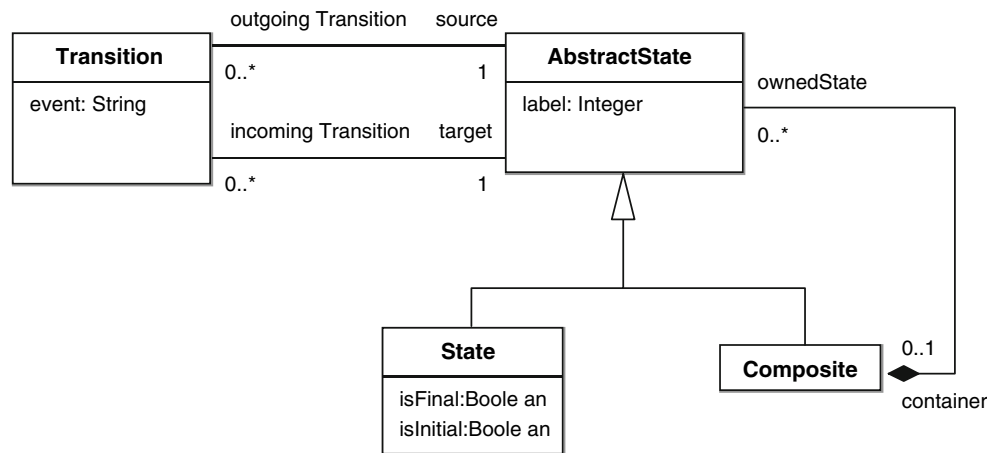 outgoing Transition source
Transition
AbstractState
0..* 1
ownedState
event: String
label: Integer
incoming Transition target
0..*
0..* 1
State
0..1
Composite
isFinal:Boole an
container
isInitial:Boole an